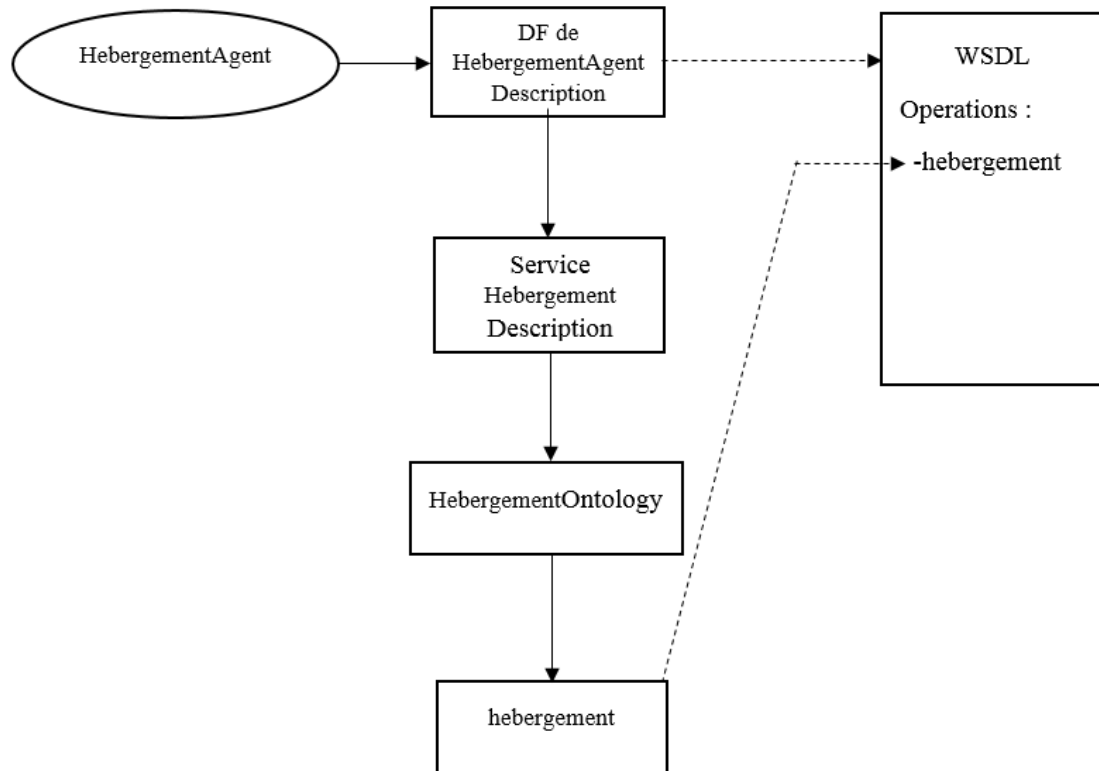 HebergementAgent
DF de
HebergementAgent
Description
WSDL
Operations :
-hebergement
Service
Hebergement
Description
HebergementOntology
hebergement